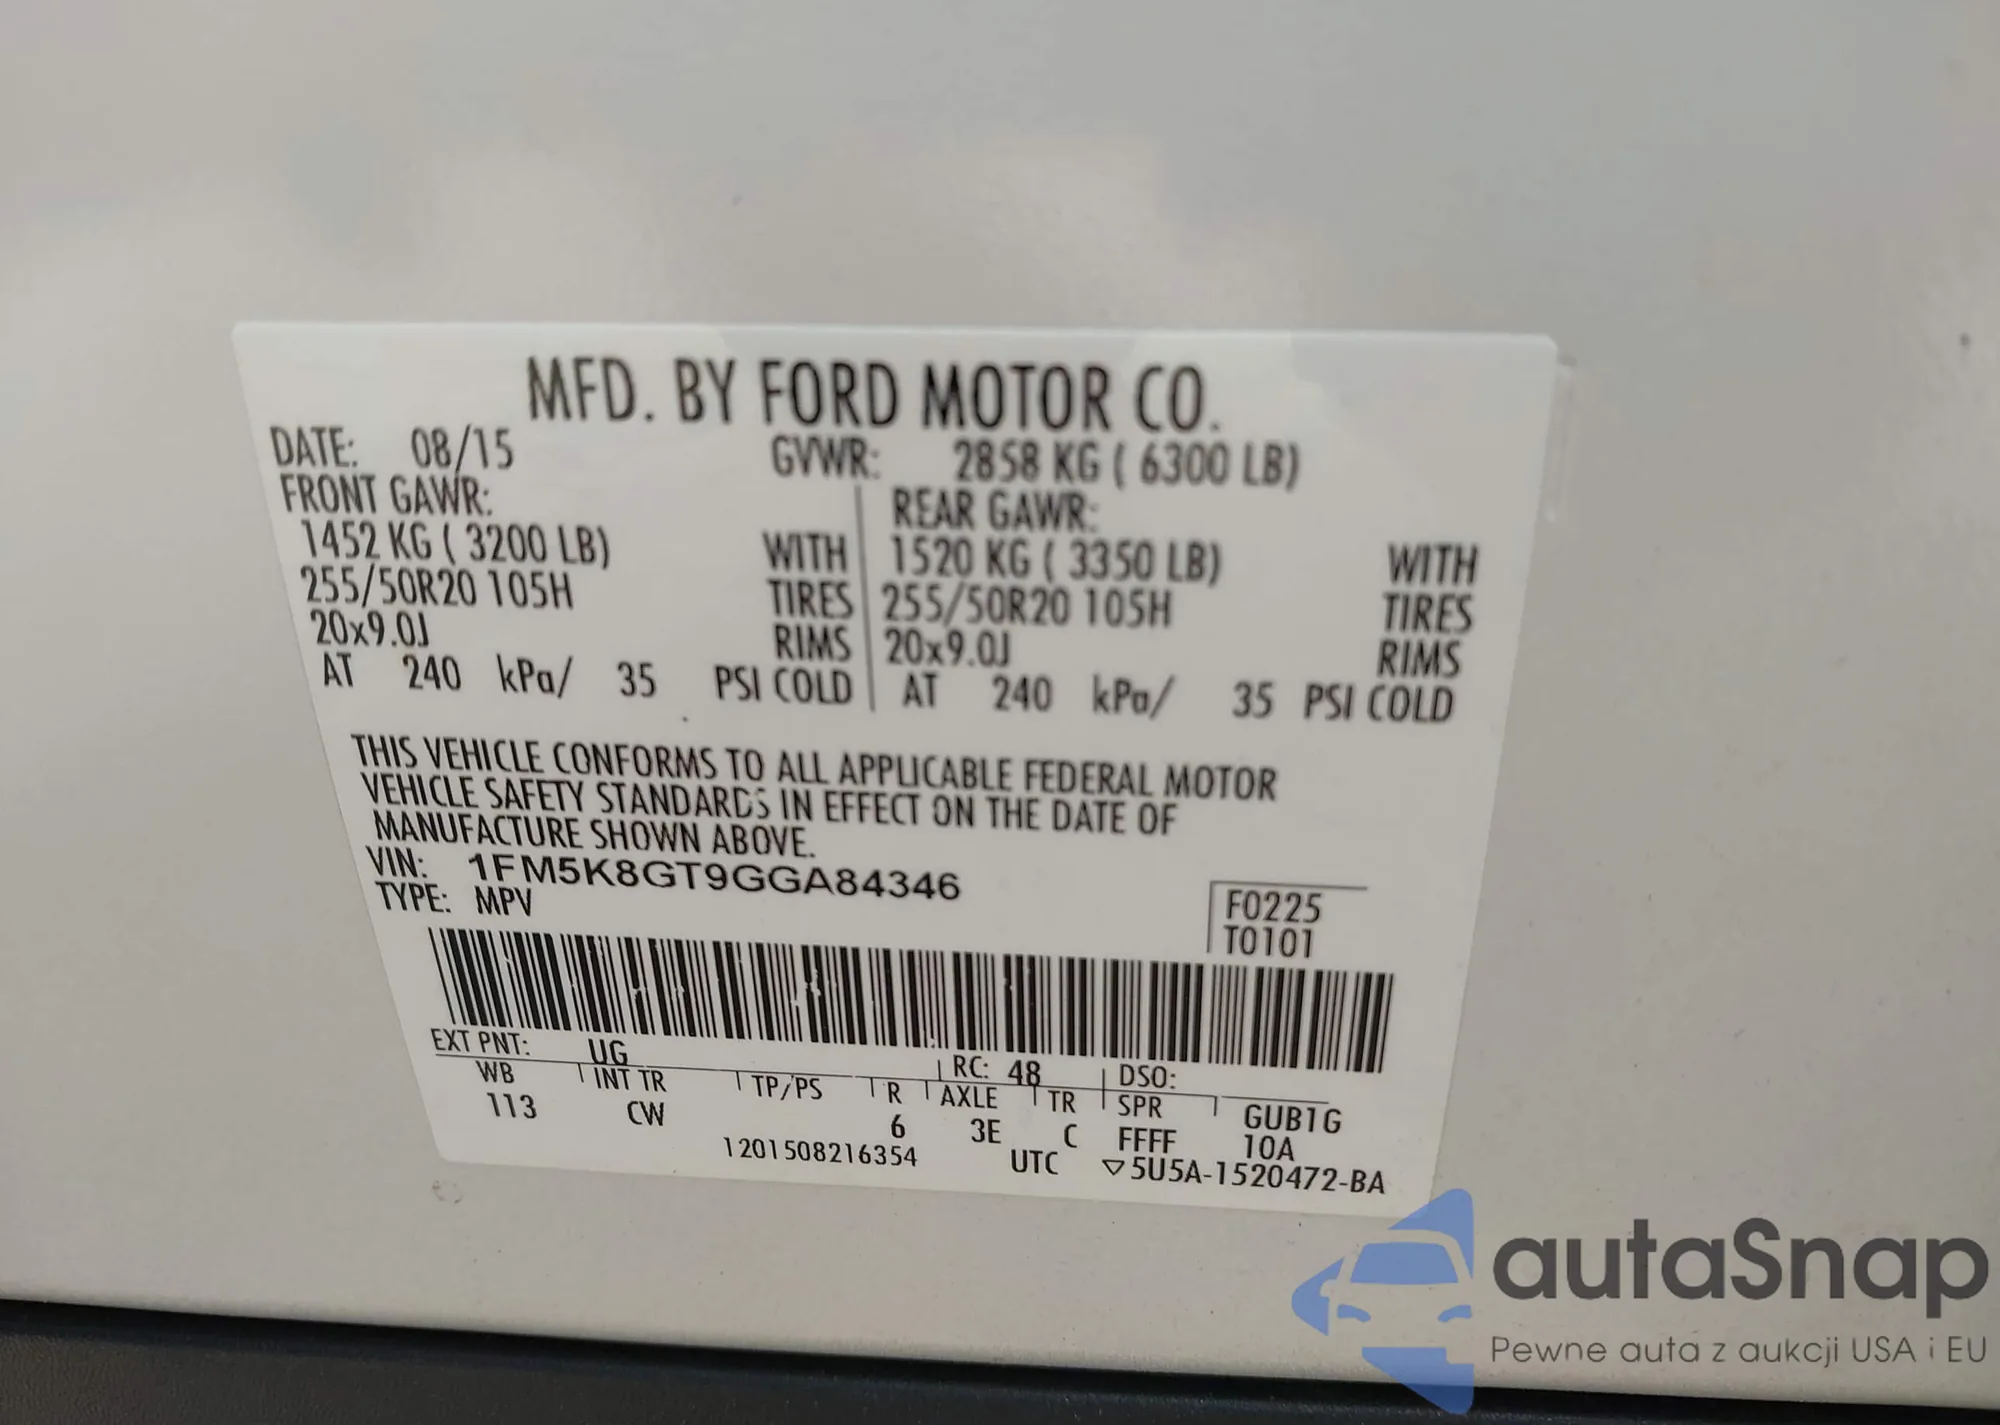 MFD. BY FORD MOTOR CO.
DATE: 08/15 GVWR: 2858 KG ( 6300 LB)
FRONT GAWR: REAR GAWR:
1452 KG ( 3200 LB) WITH 1520 KG ( 3350 LB) WITH
255/50R20 105H TIRES 255/50R20 105H TIRES
20x9.0J RIMS 20x9.0J RIMS
AT 240 kPa/ 35 PSI COLD AT 240 kPa/ 35 PSI COLD
THIS VEHICLE CONFORMS TO ALL APPLICABLE FEDERAL MOTOR
VEHICLE SAFETY STANDARDS IN EFFECT ON THE DATE OF
MANUFACTURE SHOWN ABOVE.
VIN: 1FM5K8GT9GGA84346
TYPE: MPV
F0225
T0101
EXT PNT: UG RC: 48 DSO:
WB INT TR TP/PS R AXLE TR SPR GUB1G
113 CW 6 3E C FFFF 10A
1201508216354 UTC ▽5U5A-1520472-BA
autaSnap
Pewne auta z aukcji USA i EU